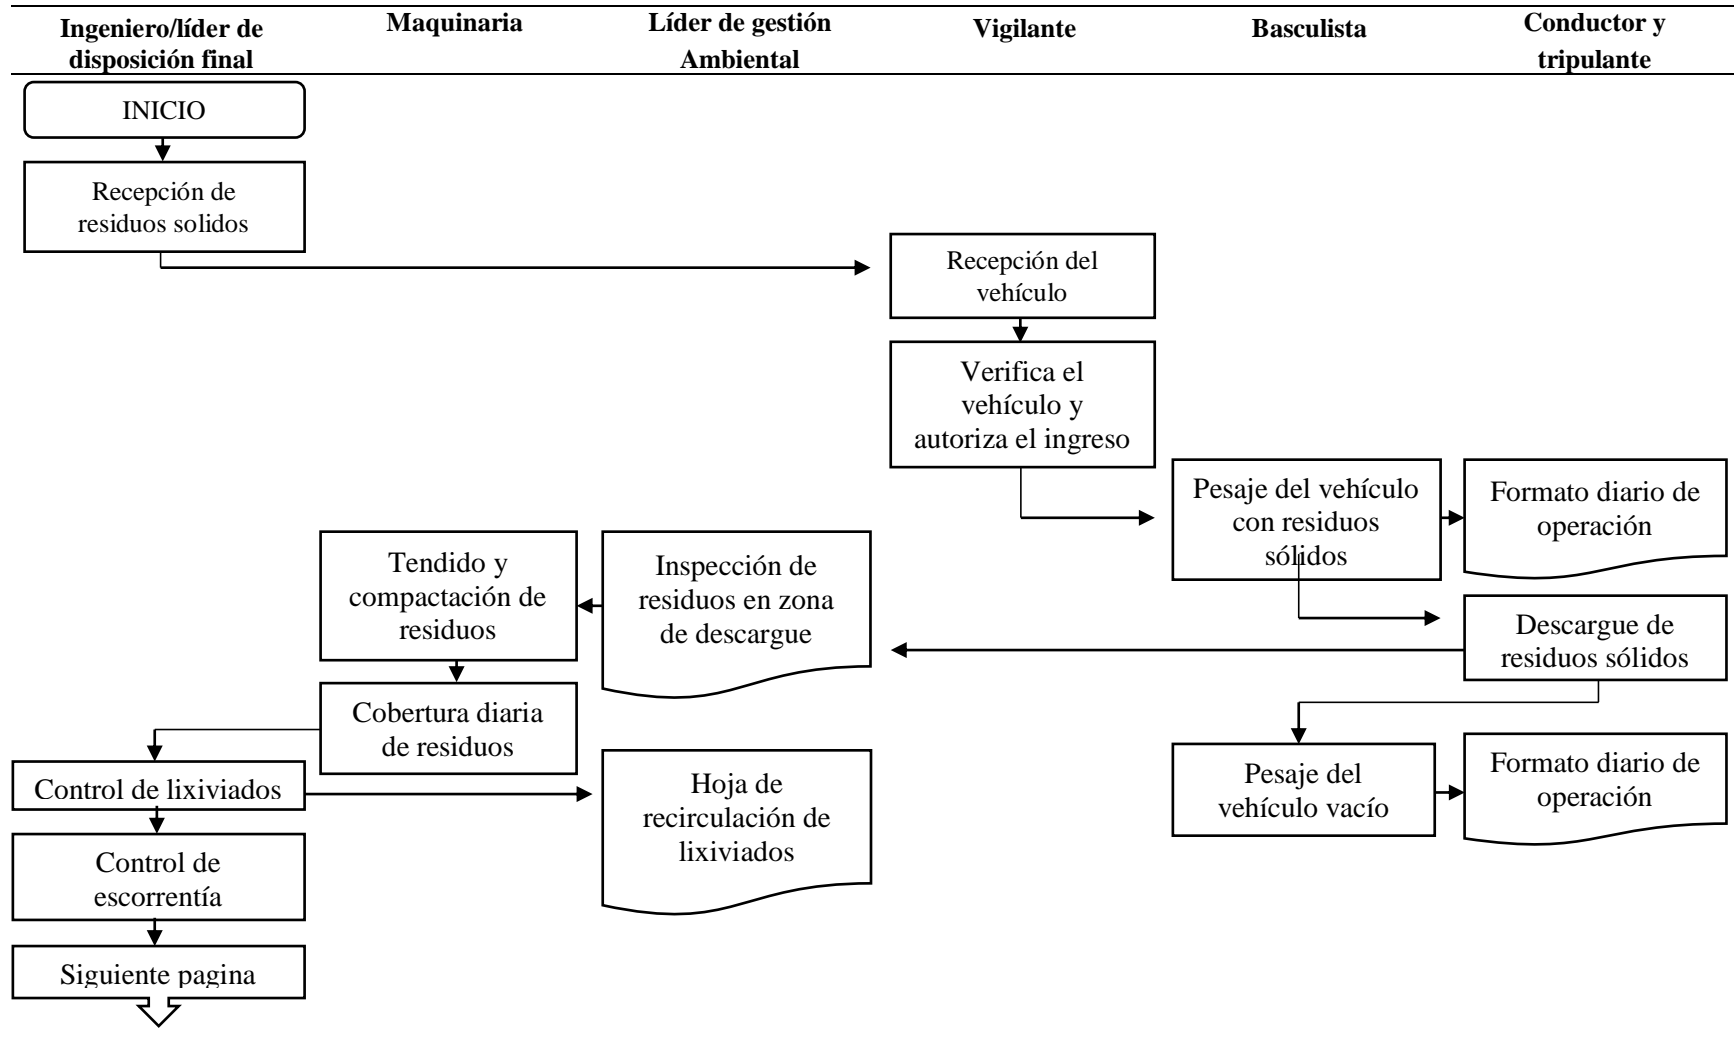 Ingeniero/líder de
disposición final
Maquinaria
Líder de gestión
Ambiental
Vigilante
Basculista
Conductor y
tripulante
INICIO
Recepción de
residuos solidos
Recepción del
vehículo
Verifica el
vehículo y
autoriza el ingreso
Pesaje del vehículo
con residuos
sólidos
Formato diario de
operación
Tendido y
compactación de
residuos
Inspección de
residuos en zona
de descargue
Descargue de
residuos sólidos
Cobertura diaria
de residuos
Control de lixiviados
Hoja de
recirculación de
lixiviados
Pesaje del
vehículo vacío
Formato diario de
operación
Control de
escorrentía
Siguiente pagina